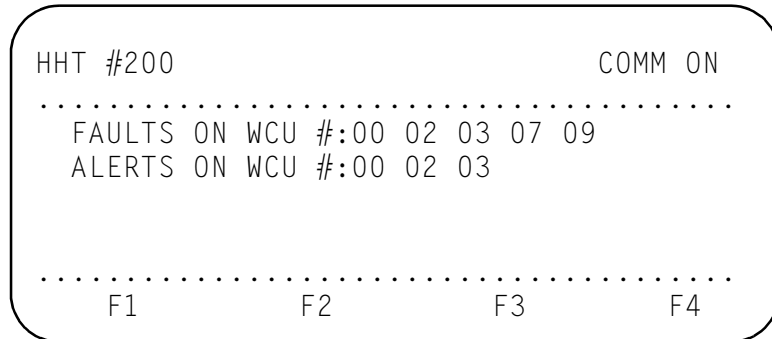 HHT #200 COMM ON
........................................
FAULTS ON WCU #:00 02 03 07 09
ALERTS ON WCU #:00 02 03
........................................
F1 F2 F3 F4